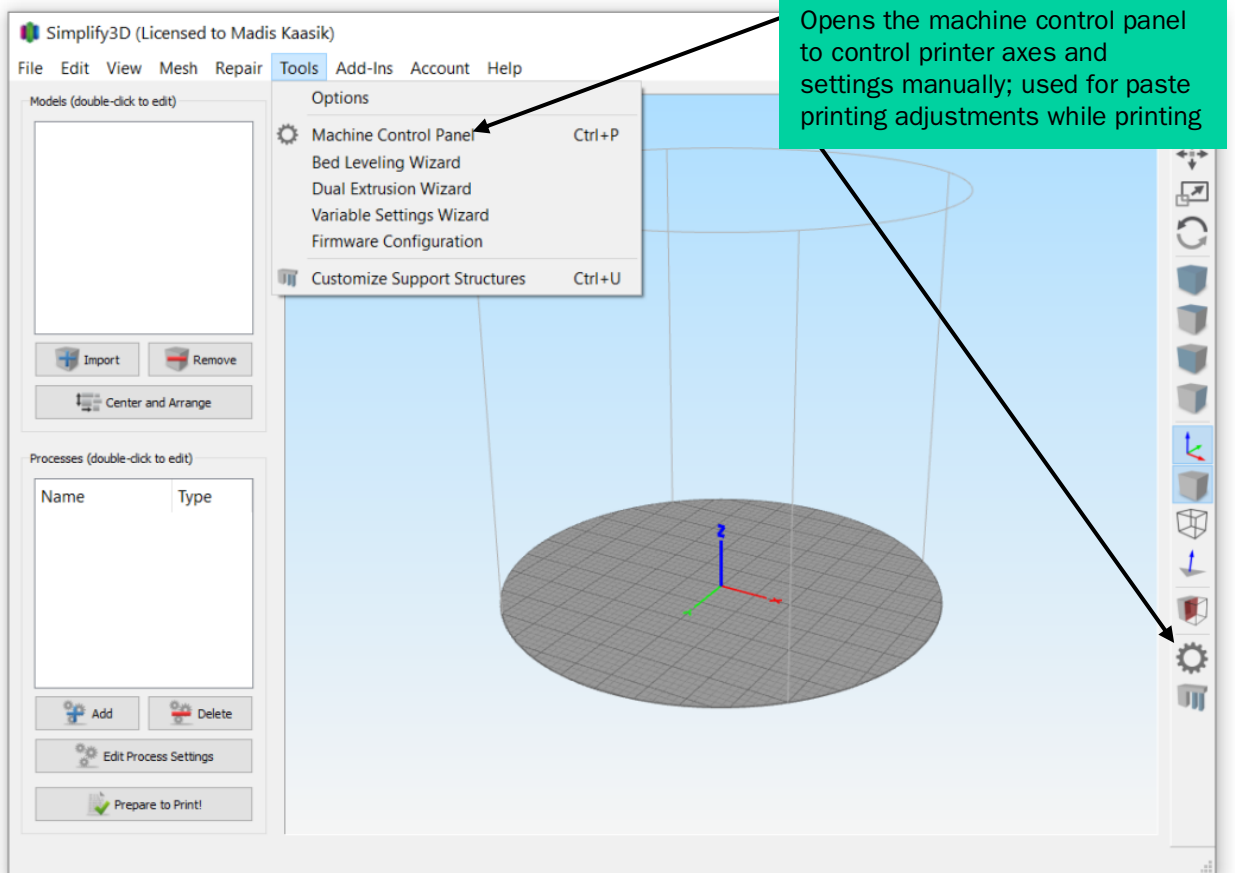 Simplify3D (Licensed to Madis Kaasik)
File Edit View Mesh Repair Tools Add-Ins Account Help
Opens the machine control panel
to control printer axes and
settings manually; used for paste
printing adjustments while printing
Models (double-click to edit)
Options
Machine Control Panel Ctrl+P
Bed Leveling Wizard
Dual Extrusion Wizard
Variable Settings Wizard
Firmware Configuration
Customize Support Structures Ctrl+U
Import Remove
Center and Arrange
Processes (double-click to edit)
Name Type
Add Delete
Edit Process Settings
Prepare to Print!
Z